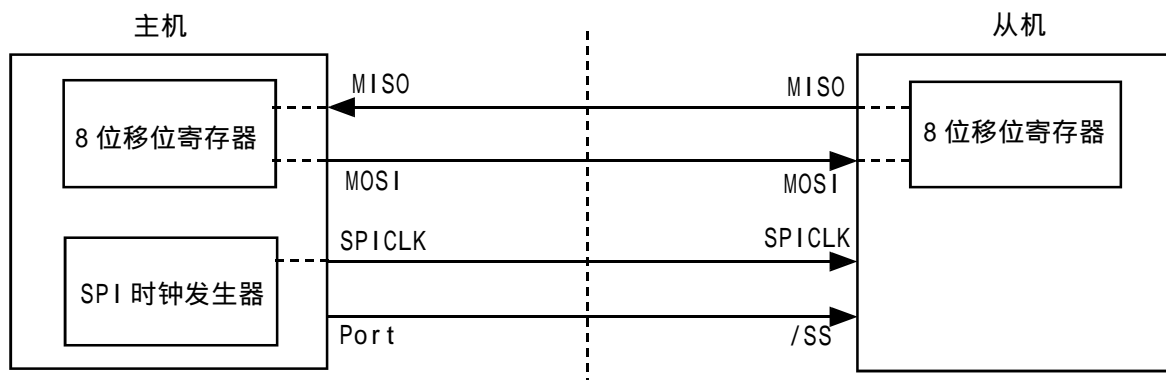 主机
从机
MISO
MISO
8 位移位寄存器
8 位移位寄存器
MOSI
MOSI
SPICLK
SPICLK
SPI 时钟发生器
Port
/SS